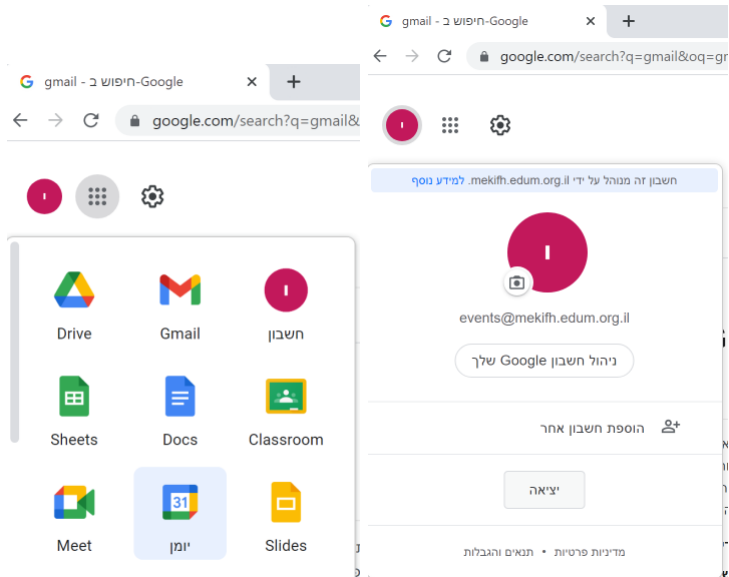 gmail - חיפוש ב-Google
google.com/search?q=gmail&
י
Drive
Gmail
י
חשבון
Sheets
Docs
Classroom
Meet
31
יומן
Slides
gmail - חיפוש ב-Google
google.com/search?q=gmail&oq=gr
י
חשבון זה מנוהל על ידי mekifh.edum.org.il. למידע נוסף
י
events@mekifh.edum.org.il
ניהול חשבון Google שלך
הוספת חשבון אחר
יציאה
מדיניות פרטיות • תנאים והגבלות